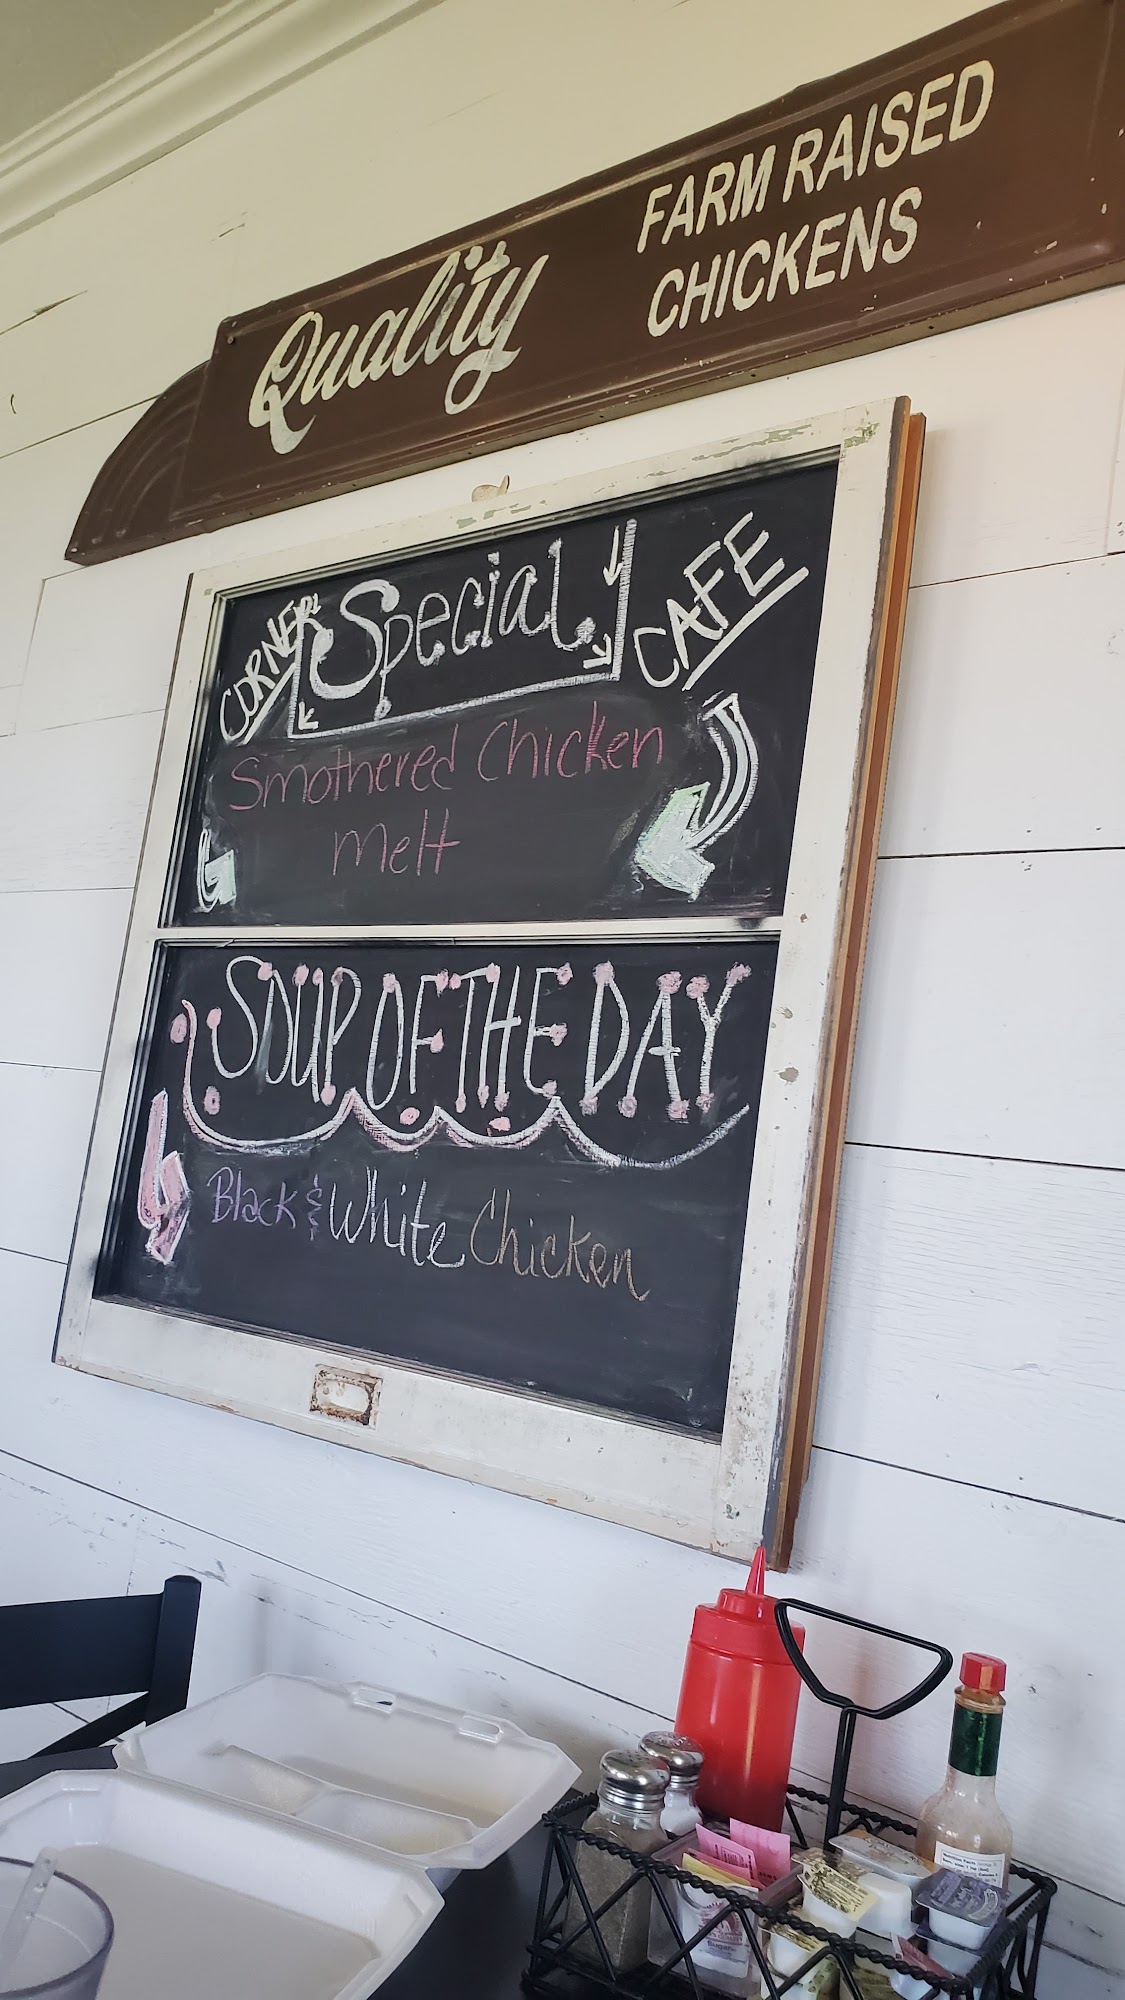 Quality
FARM RAISED
CHICKENS
CORNER Special CAFE
Smothered Chicken
Melt
SOUP OF THE DAY
Black & White Chicken